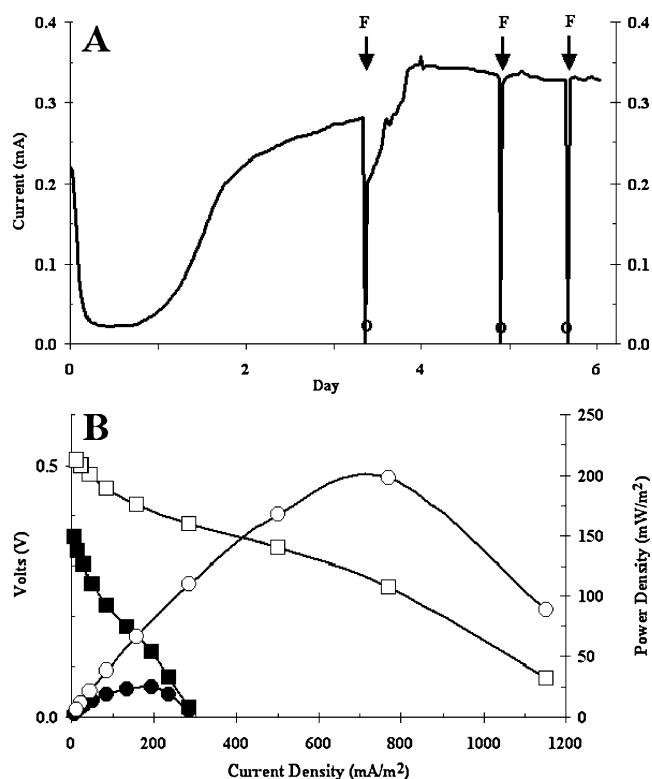 A
F F F
0.4 0.4
0.3 0.3
0.2 0.2
0.1 0.1
0.0 0.0
Current (mA)
O O O
0 2 4 6
Day
B
250
0.5 200
150
100
50
0.0 0
Volts (V)
Power Density (mW/m²)
0 200 400 600 800 1000 1200
Current Density (mA/m²)